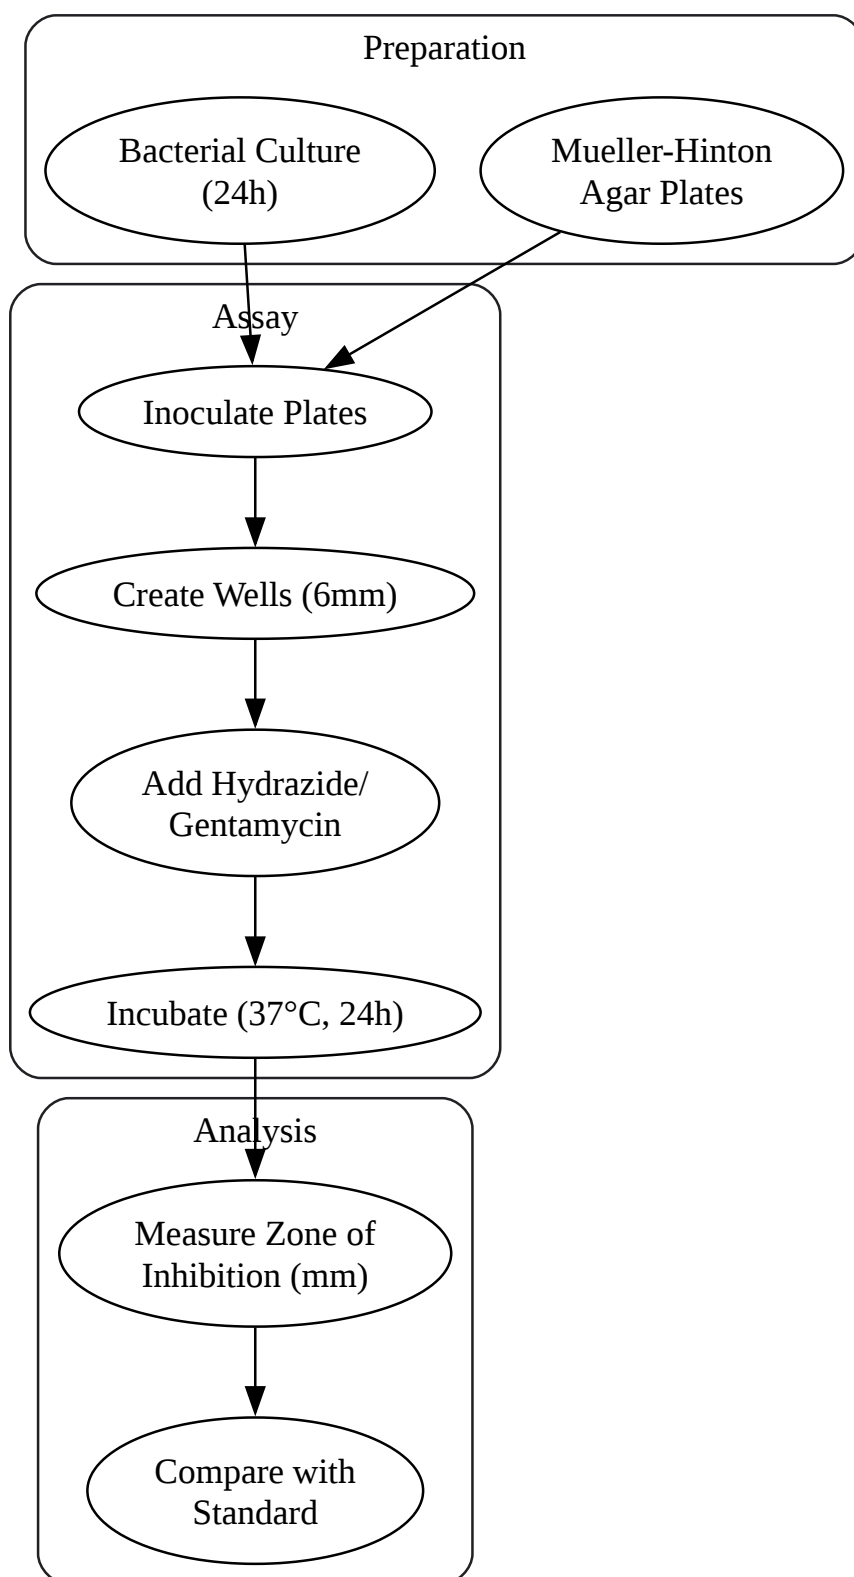 Preparation
Bacterial Culture
(24h)
Mueller-Hinton
Agar Plates
Assay
Inoculate Plates
Create Wells (6mm)
Add Hydrazide/
Gentamycin
Incubate (37°C, 24h)
Analysis
Measure Zone of
Inhibition (mm)
Compare with
Standard